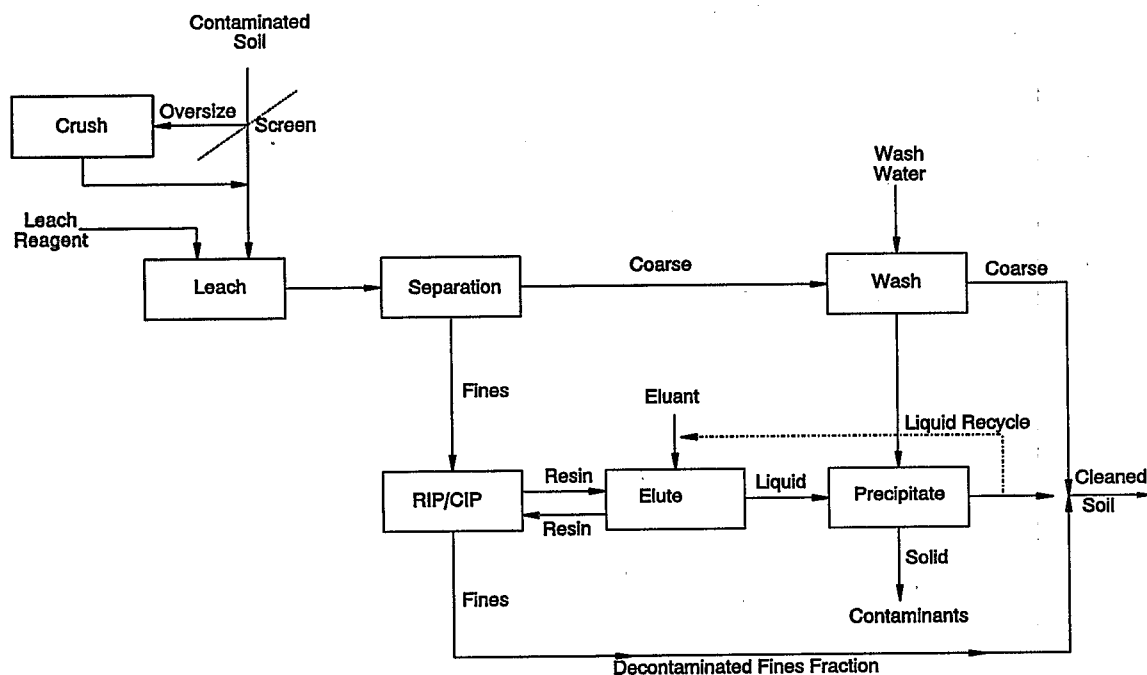 Contaminated
Soil
Oversize
Crush
Screen
Wash
Water
Leach
Reagent
Leach
Separation
Coarse
Wash
Coarse
Fines
Eluant
Liquid Recycle
RIP/CIP
Resin
Resin
Elute
Liquid
Precipitate
Cleaned
Soil
Solid
Fines
Contaminants
Decontaminated Fines Fraction